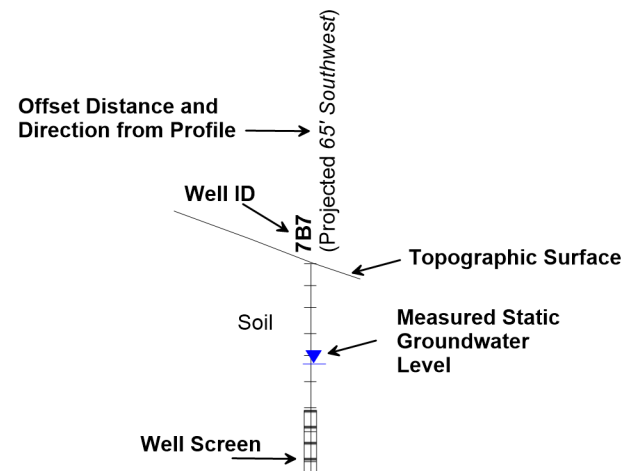 Offset Distance and
Direction from Profile
(Projected 65' Southwest)
Well ID
7B7
Topographic Surface
Soil
Measured Static
Groundwater
Level
Well Screen